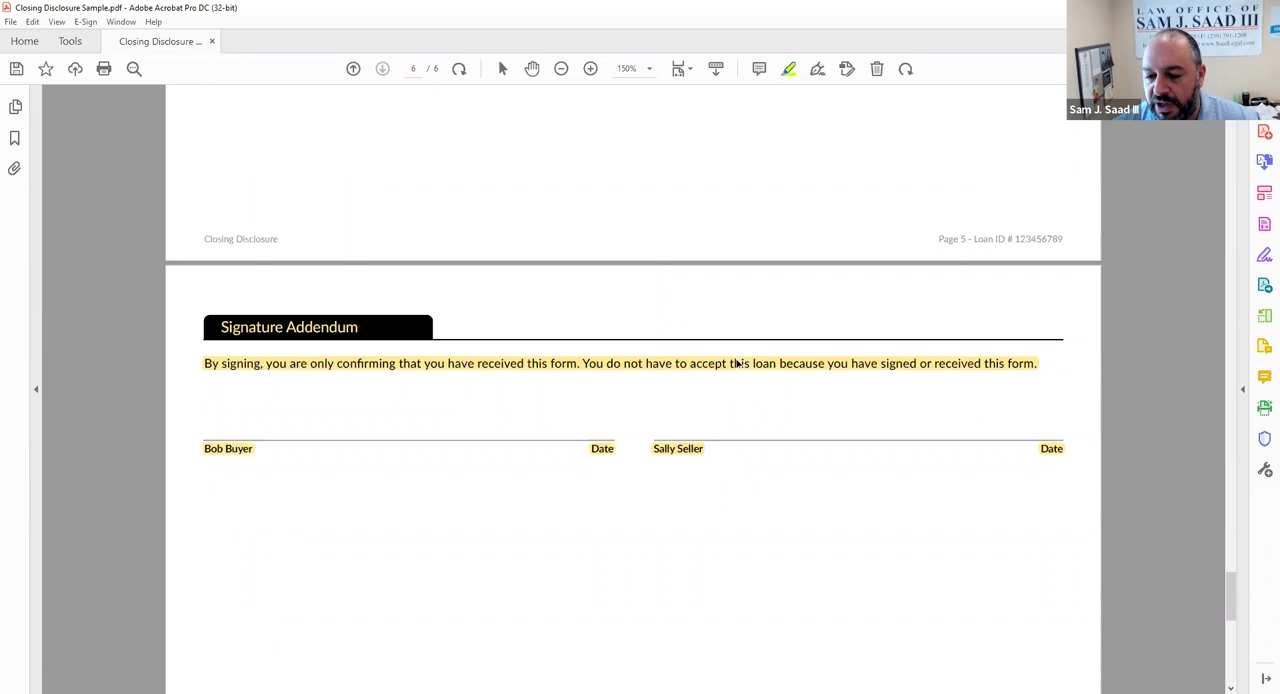 Closing Disclosure Sample.pdf - Adobe Acrobat Pro DC (32-bit)
File Edit View E-Sign Window Help
Home Tools Closing Disclosure ... ×
6 / 6 150%
LAW OFFICE OF
SAM J. SAAD III
Sam J. Saad III
Closing Disclosure Page 5 - Loan ID # 123456789
Signature Addendum
By signing, you are only confirming that you have received this form. You do not have to accept this loan because you have signed or received this form.
Bob Buyer Date Sally Seller Date